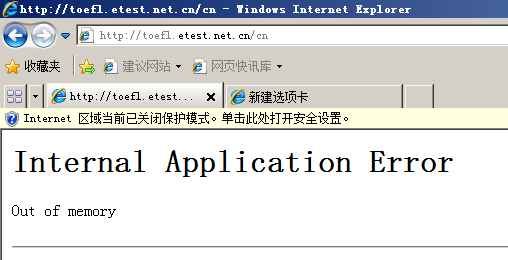 http://toefl.etest.net.cn/cn - Windows Internet Explorer
http://toefl.etest.net.cn/cn
收藏夹 建议网站 网页快讯库
http://toefl.etest... 新建选项卡
Internet 区域当前已关闭保护模式。单击此处打开安全设置。
Internal Application Error
Out of memory